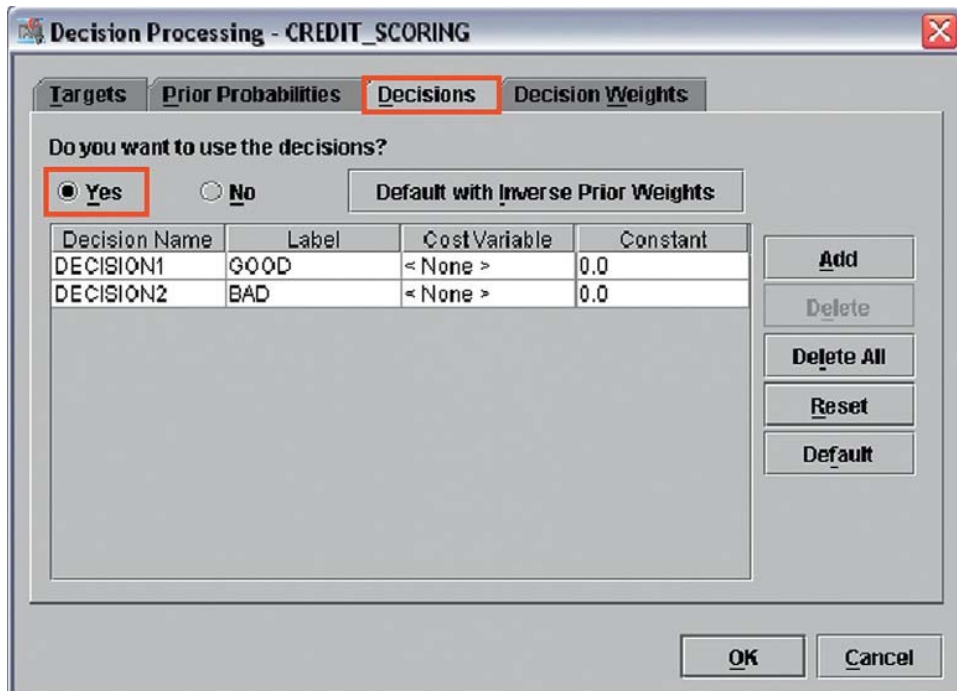 Decision Processing - CREDIT_SCORING
Targets Prior Probabilities Decisions Decision Weights
Do you want to use the decisions?
Yes No Default with Inverse Prior Weights
Decision Name Label Cost Variable Constant
DECISION1 GOOD < None > 0.0
DECISION2 BAD < None > 0.0
Add
Delete
Delete All
Reset
Default
OK Cancel